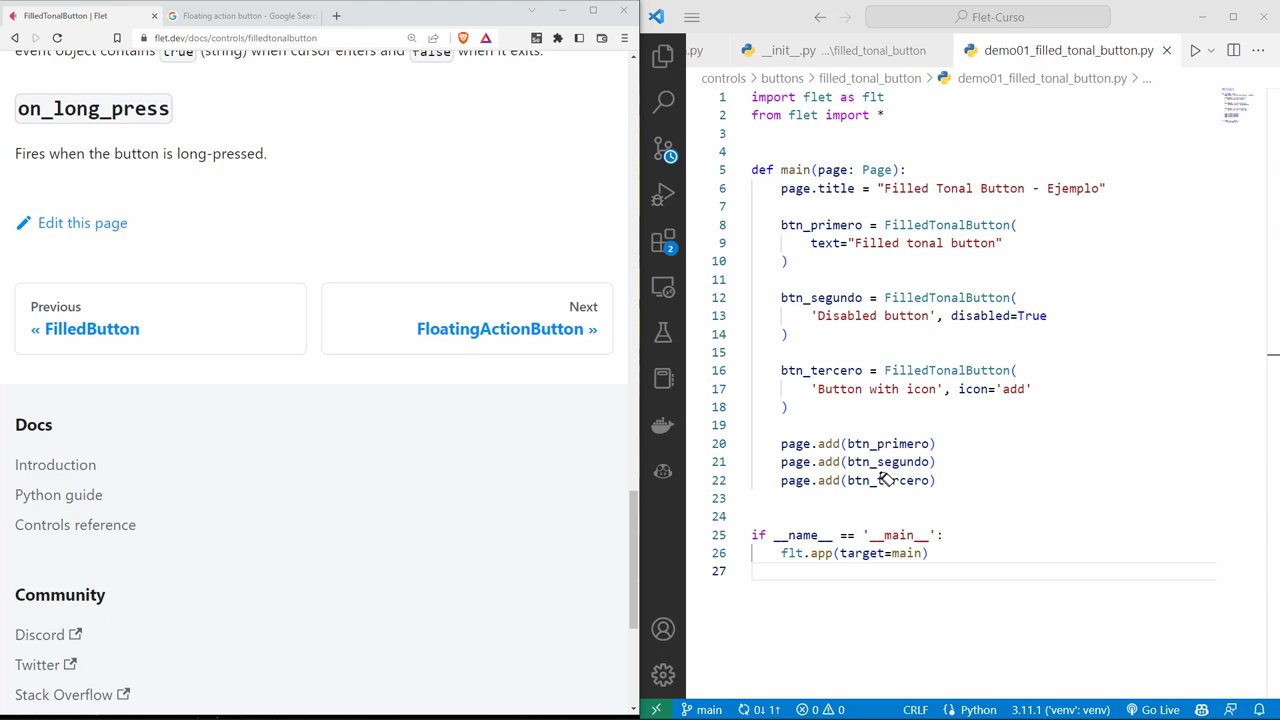 FilledTonalButton | Flet
Floating action button - Google Searc
flet.dev/docs/controls/filledtonalbutton
event object contains true (string) when cursor enters and false when it exits.
on_long_press
Fires when the button is long-pressed.
Edit this page
Previous
« FilledButton
Next
FloatingActionButton »
Docs
Introduction
Python guide
Controls reference
Community
Discord
Twitter
Stack Overflow
Flet-Curso
.py
__init__.py ...\filled_tonal_button
demo01_filled_tonal_button.py
controls > buttons > filled_tonal_button > demo01_filled_tonal_button.py > ...
1 import flet as flt
2 from flet import *
3
4
5 def main(page: Page):
6 page.title = "Filled Tonal Button - Ejemplo"
7
8 btn_primero = FilledTonalButton(
9 text="Filled tonal button"
10 )
11
12 btn_segundo = FilledTonalButton(
13 'Disabled button', disabled=True
14 )
15
16 btn_tercero = FilledTonalButton(
17 'Button with icon', icon='add'
18 )
19
20 page.add(btn_primero)
21 page.add(btn_segundo)
22 page.add(btn_tercero)
23
24
25 if __name__ == '__main__':
26 flt.app(target=main)
27
2
main 0↓ 1↑ 0 0 CRLF Python 3.11.1 ('venv': venv) Go Live